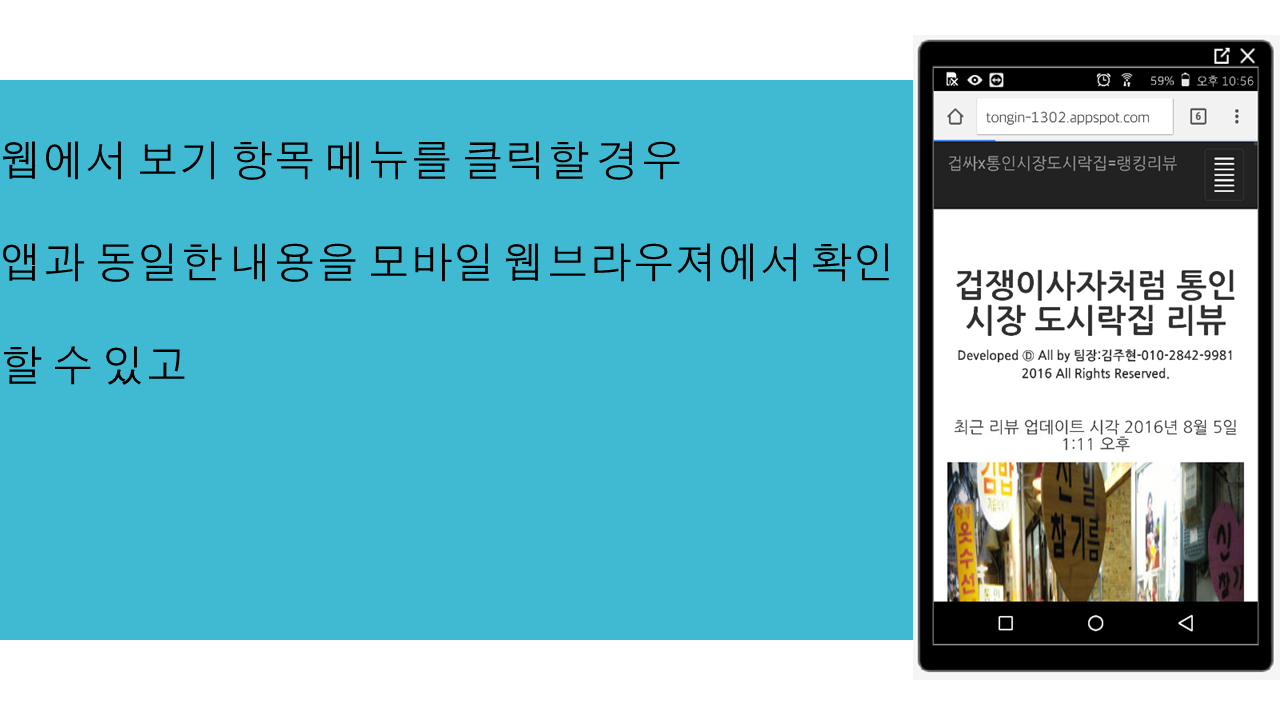 웹에서 보기 항목 메뉴를 클릭할 경우
앱과 동일한 내용을 모바일 웹 브라우져에서 확인
할 수 있고
59% 오후 10:56
tongin-1302.appspot.com
6
겁싸x통인시장도시락집=랭킹리뷰
겁쟁이사자처럼 통인
시장 도시락집 리뷰
Developed ⓒ All by 팀장:김주현-010-2842-9981
2016 All Rights Reserved.
최근 리뷰 업데이트 시각 2016년 8월 5일
1:11 오후
김밥
옷수선
참기름
신
참기